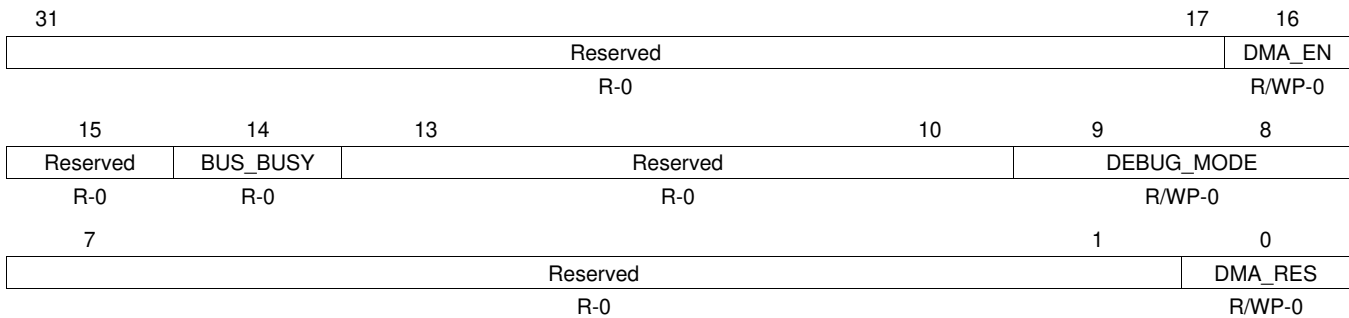 31 17 16
Reserved DMA_EN
R-0 R/WP-0
15 14 13 10 9 8
Reserved BUS_BUSY Reserved DEBUG_MODE
R-0 R-0 R-0 R/WP-0
7 1 0
Reserved DMA_RES
R-0 R/WP-0